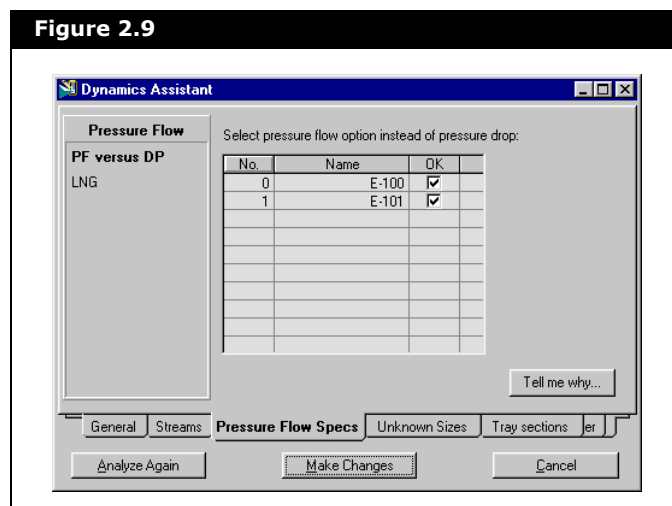 Figure 2.9
Dynamics Assistant
Pressure Flow
PF versus DP
LNG
Select pressure flow option instead of pressure drop:
No. Name OK
0 E-100
1 E-101
Tell me why...
General Streams Pressure Flow Specs Unknown Sizes Tray sections er
Analyze Again Make Changes Cancel